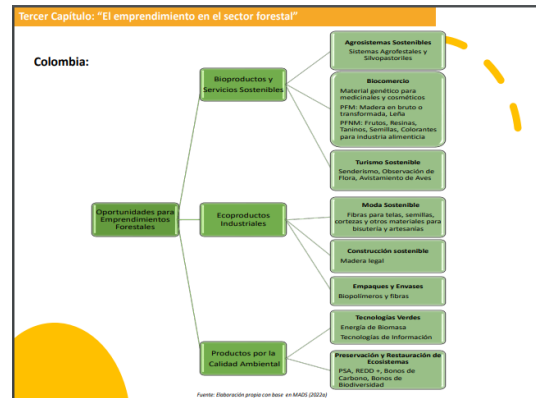 Tercer Capítulo: "El emprendimiento en el sector forestal"
Colombia:
Oportunidades para
Emprendimientos
Forestales
Bioproductos y
Servicios Sostenibles
Agrosistemas Sostenibles
Sistemas Agrofestales y
Silvopastoriles
Biocomercio
Material genético para
medicinales y cosméticos
PFM: Madera en bruto o
transformada, Leña
PFNM: Frutos, Resinas,
Taninos, Semillas, Colorantes
para industria alimenticia
Turismo Sostenible
Senderismo, Observación de
Flora, Avistamiento de Aves
Ecoproductos
Industriales
Moda Sostenible
Fibras para telas, semillas,
cortezas y otros materiales para
bisutería y artesanías
Construcción sostenible
Madera legal
Empaques y Envases
Biopolímeros y fibras
Productos por la
Calidad Ambiental
Tecnologías Verdes
Energía de Biomasa
Tecnologías de Información
Preservación y Restauración de
Ecosistemas
PSA, REDD +, Bonos de
Carbono, Bonos de
Biodiversidad
Fuente: Elaboración propia con base en MADS (2022a)